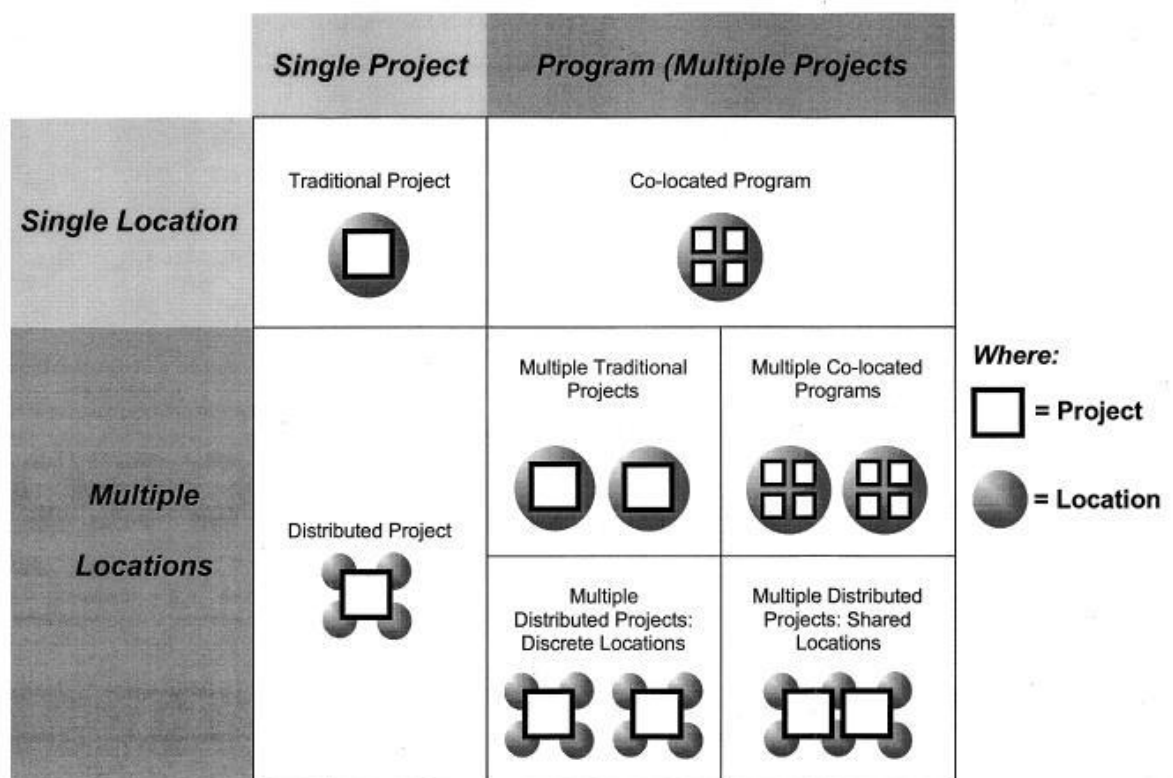 Single Project
Program (Multiple Projects
Single Location
Traditional Project
Co-located Program
Multiple
Locations
Distributed Project
Multiple Traditional
Projects
Multiple Co-located
Programs
Multiple
Distributed Projects:
Discrete Locations
Multiple Distributed
Projects: Shared
Locations
Where:
= Project
= Location